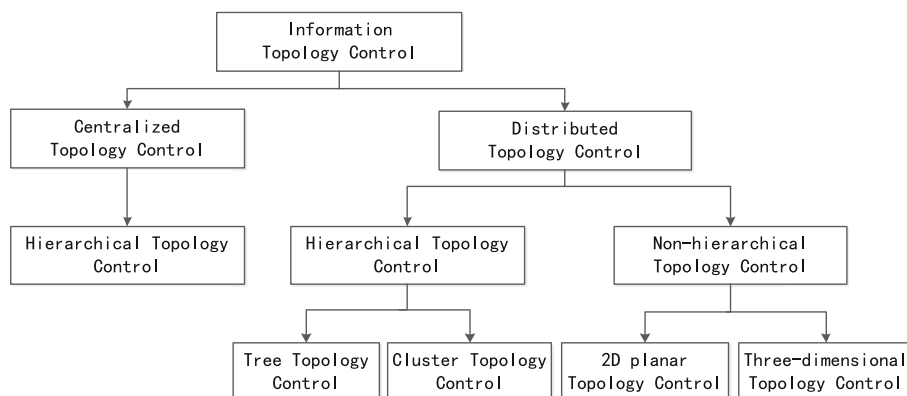 Information
Topology Control
Centralized
Topology Control
Distributed
Topology Control
Hierarchical Topology
Control
Hierarchical Topology
Control
Non-hierarchical
Topology Control
Tree Topology
Control
Cluster Topology
Control
2D planar
Topology Control
Three-dimensional
Topology Control